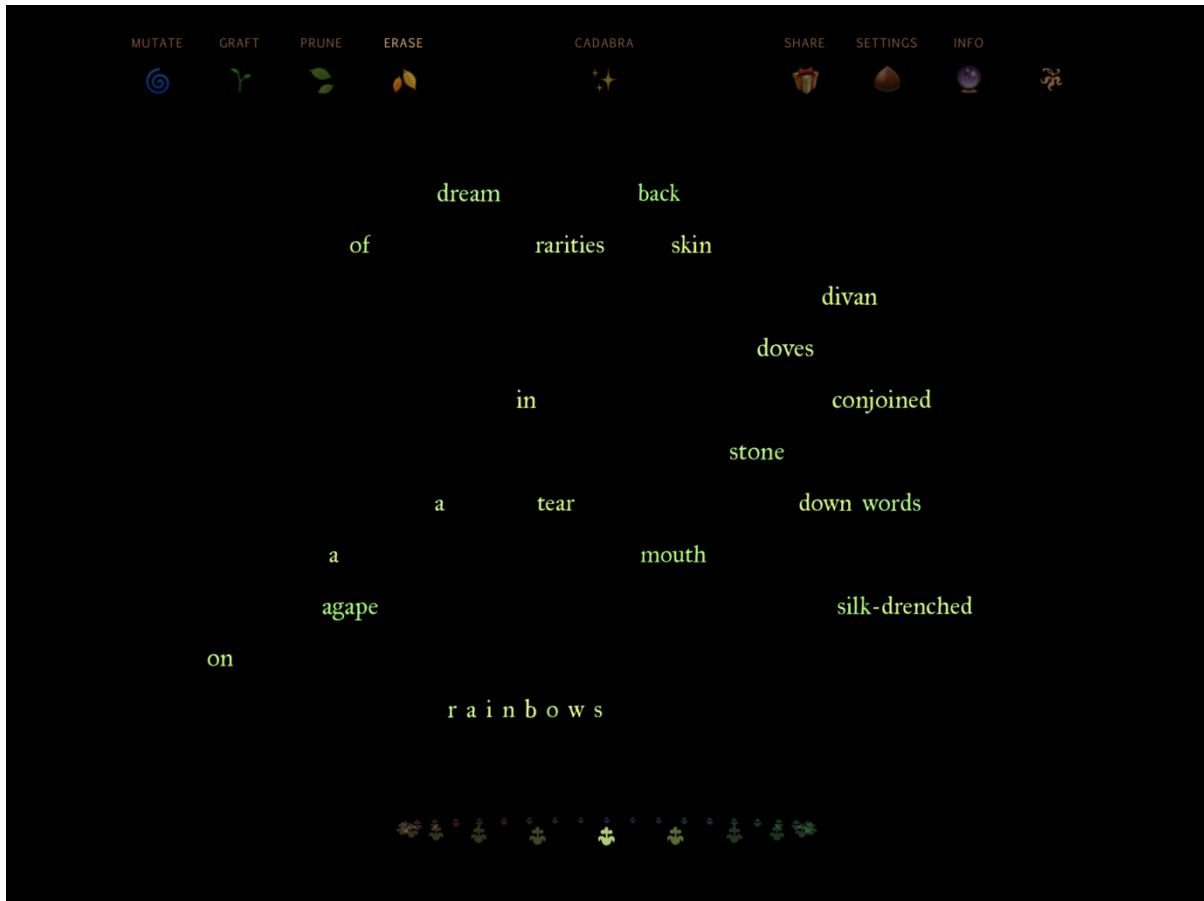 MUTATE GRAFT PRUNE ERASE CADABRA SHARE SETTINGS INFO
dream back
of rarities skin
divan
doves
in conjoined
stone
a tear down words
a mouth
agape silk-drenched
on
r a i n b o w s